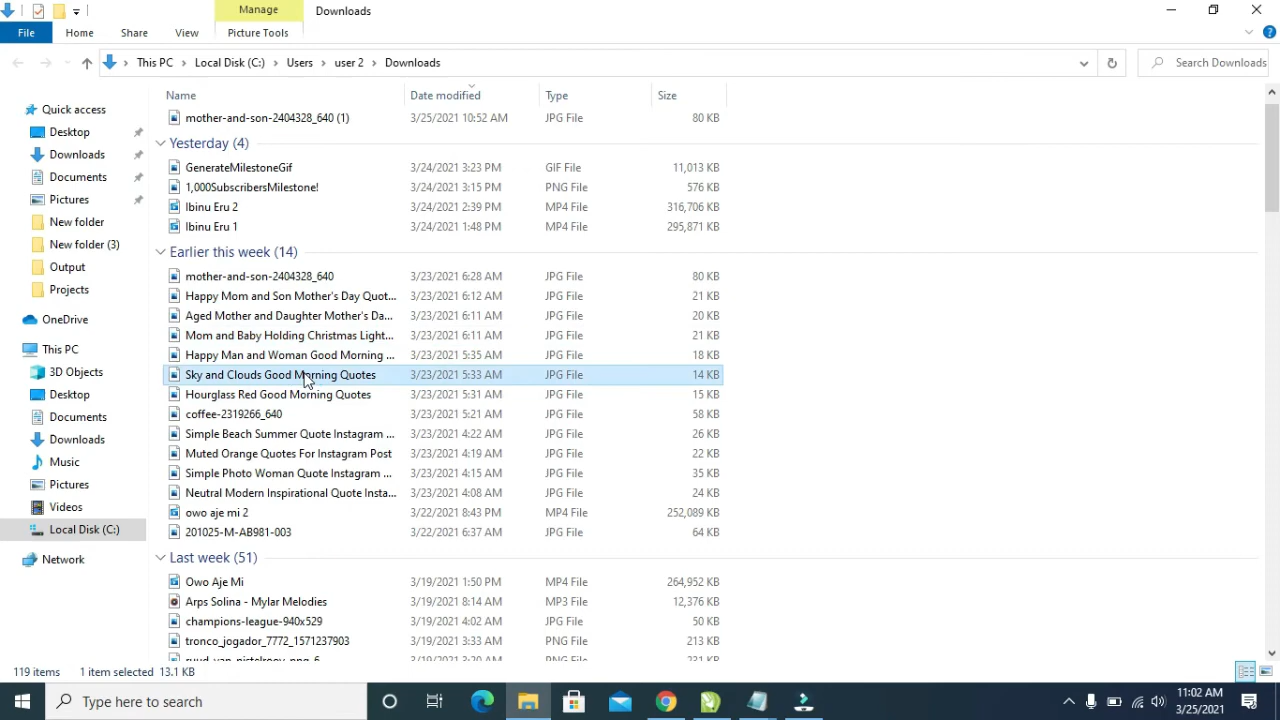 Manage
Downloads
File
Home
Share
View
Picture Tools
This PC
Local Disk (C:)
Users
user 2
Downloads
Search Downloads
Name
Date modified
Type
Size
mother-and-son-2404328_640 (1) 3/25/2021 10:52 AM JPG File 80 KB
Yesterday (4)
GenerateMilestoneGif 3/24/2021 3:23 PM GIF File 11,013 KB
1,000SubscribersMilestone! 3/24/2021 3:15 PM PNG File 576 KB
Ibinu Eru 2 3/24/2021 2:39 PM MP4 File 316,706 KB
Ibinu Eru 1 3/24/2021 1:48 PM MP4 File 295,871 KB
Earlier this week (14)
mother-and-son-2404328_640 3/23/2021 6:28 AM JPG File 80 KB
Happy Mom and Son Mother's Day Quot... 3/23/2021 6:12 AM JPG File 21 KB
Aged Mother and Daughter Mother's Da... 3/23/2021 6:11 AM JPG File 20 KB
Mom and Baby Holding Christmas Light... 3/23/2021 6:11 AM JPG File 21 KB
Happy Man and Woman Good Morning ... 3/23/2021 5:35 AM JPG File 18 KB
Sky and Clouds Good Morning Quotes 3/23/2021 5:33 AM JPG File 14 KB
Hourglass Red Good Morning Quotes 3/23/2021 5:31 AM JPG File 15 KB
coffee-2319266_640 3/23/2021 5:21 AM JPG File 58 KB
Simple Beach Summer Quote Instagram ... 3/23/2021 4:22 AM JPG File 26 KB
Muted Orange Quotes For Instagram Post 3/23/2021 4:19 AM JPG File 22 KB
Simple Photo Woman Quote Instagram ... 3/23/2021 4:15 AM JPG File 35 KB
Neutral Modern Inspirational Quote Insta... 3/23/2021 4:08 AM JPG File 24 KB
owo aje mi 2 3/22/2021 8:43 PM MP4 File 252,089 KB
201025-M-AB981-003 3/22/2021 6:37 AM JPG File 64 KB
Last week (51)
Owo Aje Mi 3/19/2021 1:50 PM MP4 File 264,952 KB
Arps Solina - Mylar Melodies 3/19/2021 8:14 AM MP3 File 12,376 KB
champions-league-940x529 3/19/2021 4:02 AM JPG File 50 KB
tronco_jogador_7772_1571237903 3/19/2021 3:33 AM PNG File 213 KB
ruud-van-nistelrooy-png-6 3/19/2021 3:20 AM PNG File 231 KB
Quick access
Desktop
Downloads
Documents
Pictures
New folder
New folder (3)
Output
Projects
OneDrive
This PC
3D Objects
Desktop
Documents
Downloads
Music
Pictures
Videos
Local Disk (C:)
Network
119 items
1 item selected 13.1 KB
Type here to search
11:02 AM
3/25/2021